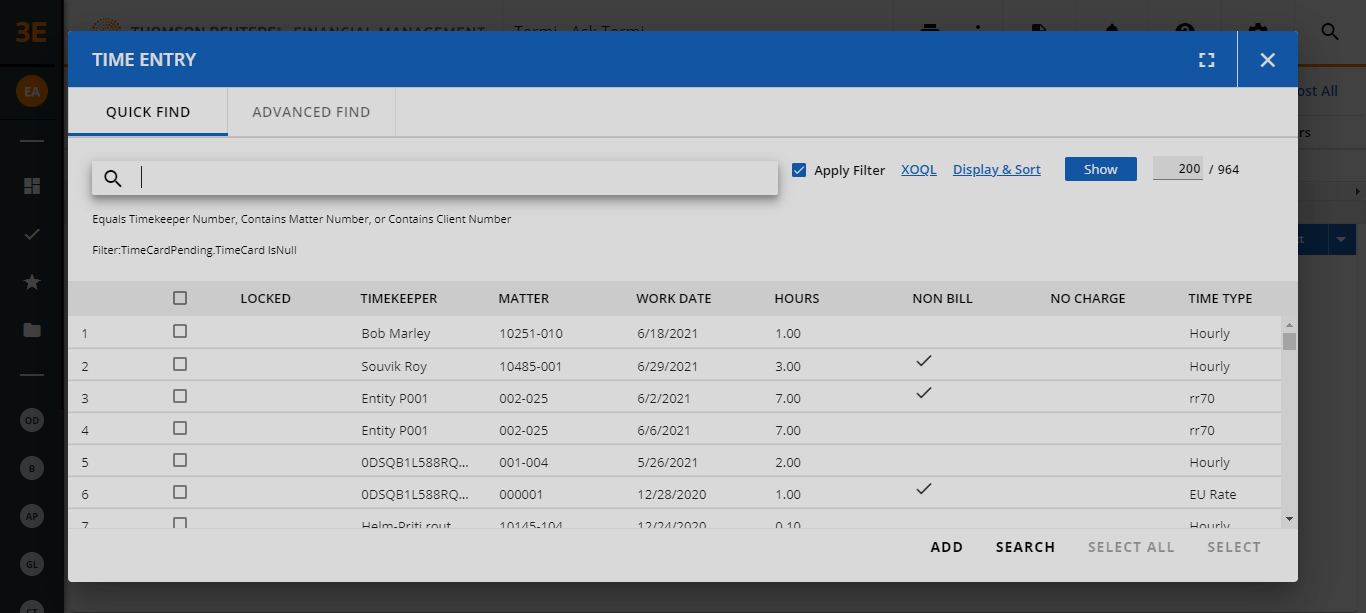 3E THOMSON REUTERS® FINANCIAL MANAGEMENT Termi - Ask Termi
TIME ENTRY
EA
ost All
QUICK FIND ADVANCED FIND
rs
Apply Filter XOQL Display & Sort Show 200 / 964
Equals Timekeeper Number, Contains Matter Number, or Contains Client Number
Filter:TimeCardPending.TimeCard IsNull
LOCKED TIMEKEEPER MATTER WORK DATE HOURS NON BILL NO CHARGE TIME TYPE
1 Bob Marley 10251-010 6/18/2021 1.00 Hourly
2 Souvik Roy 10485-001 6/29/2021 3.00 Hourly
3 Entity P001 002-025 6/2/2021 7.00 rr70
4 Entity P001 002-025 6/6/2021 7.00 rr70
5 0DSQB1L588RQ... 001-004 5/26/2021 2.00 Hourly
6 0DSQB1L588RQ... 000001 12/28/2020 1.00 EU Rate
7 Helm-Priti rout 10145-104 12/24/2020 0.10 Hourly
ADD SEARCH SELECT ALL SELECT
OD
B
AP
GL
CT